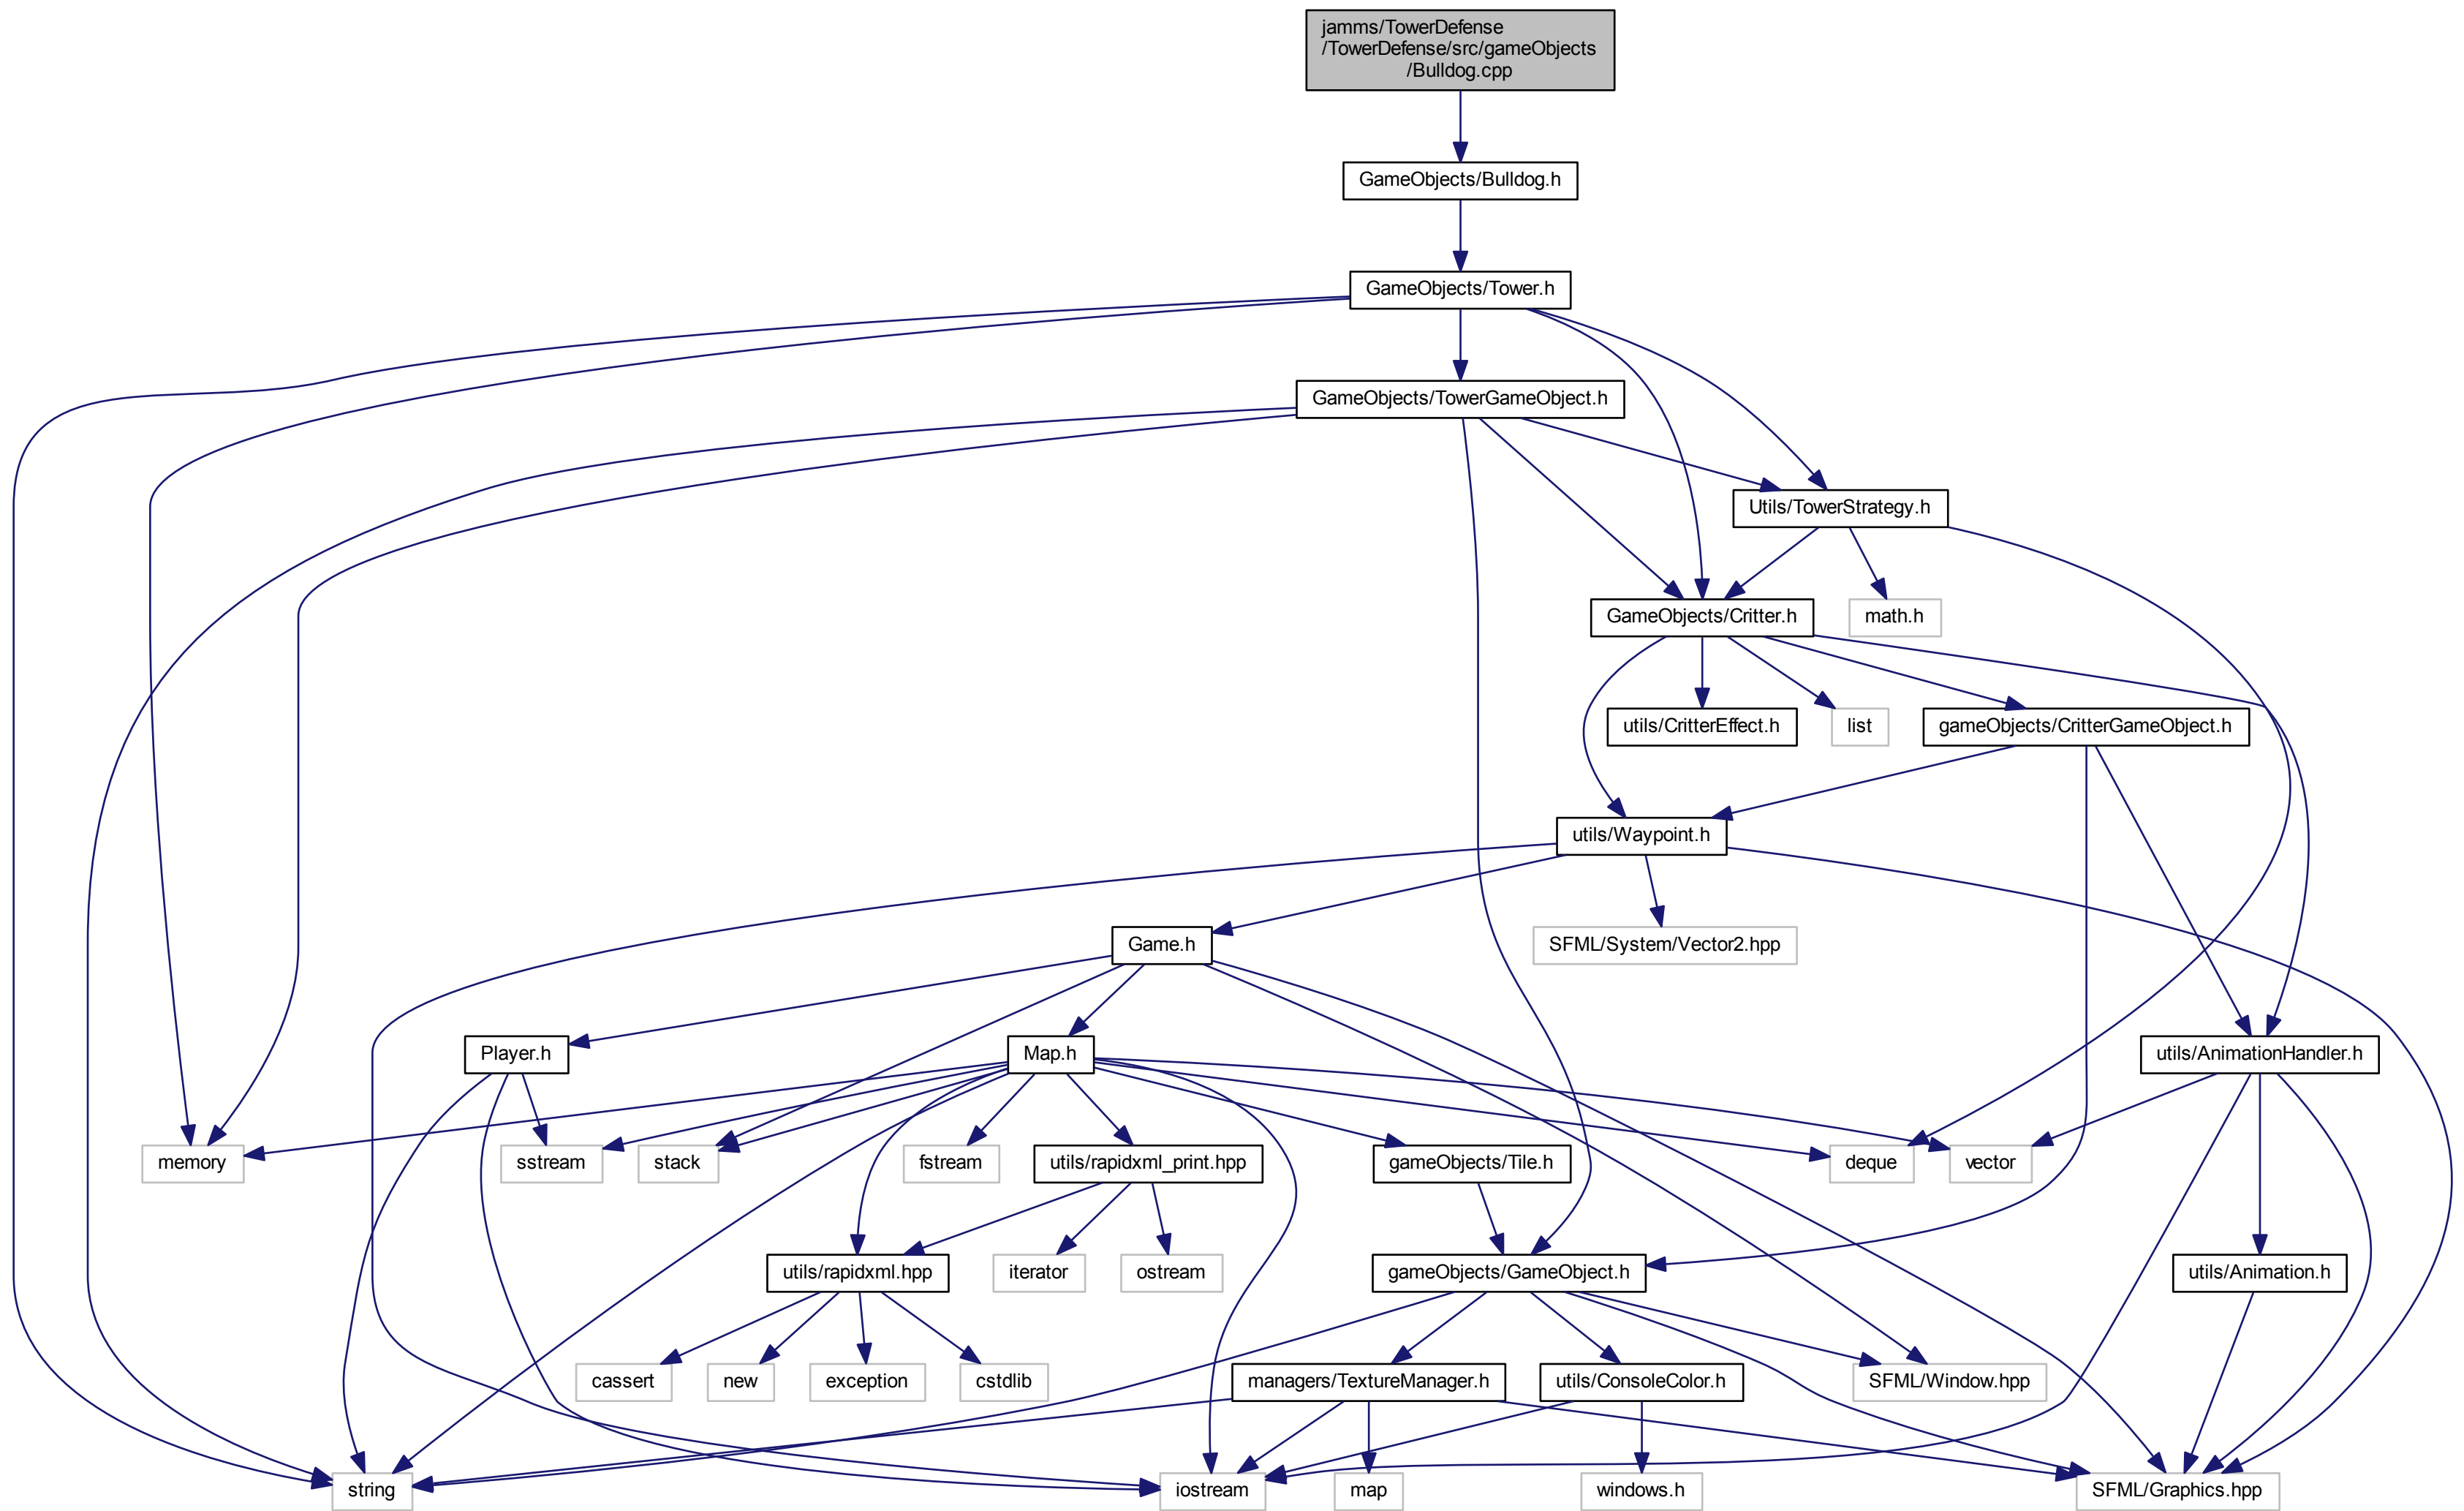 jamms/TowerDefense
/TowerDefense/src/gameObjects
/Bulldog.cpp
GameObjects/Bulldog.h
GameObjects/Tower.h
GameObjects/TowerGameObject.h
Utils/TowerStrategy.h
GameObjects/Critter.h
math.h
utils/CritterEffect.h
list
gameObjects/CritterGameObject.h
utils/Waypoint.h
Game.h
SFML/System/Vector2.hpp
Player.h
Map.h
utils/AnimationHandler.h
memory
sstream
stack
fstream
utils/rapidxml_print.hpp
gameObjects/Tile.h
deque
vector
utils/rapidxml.hpp
iterator
ostream
gameObjects/GameObject.h
utils/Animation.h
cassert
new
exception
cstdlib
managers/TextureManager.h
utils/ConsoleColor.h
SFML/Window.hpp
string
iostream
map
windows.h
SFML/Graphics.hpp